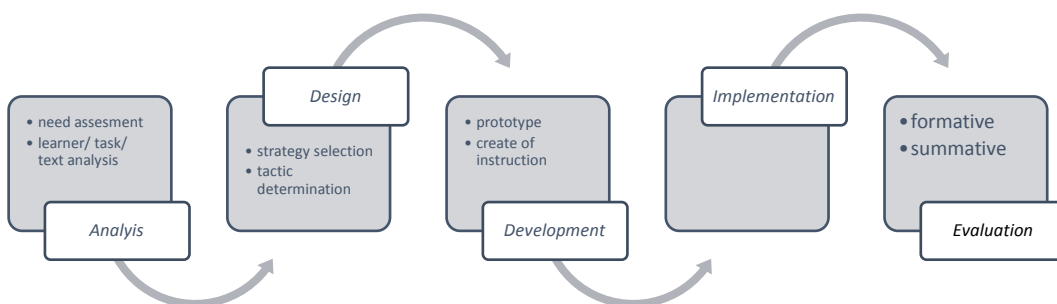 need assesment
learner/ task/
text analysis
Analyis
Design
strategy selection
tactic
determination
prototype
create of
instruction
Development
Implementation
formative
summative
Evaluation